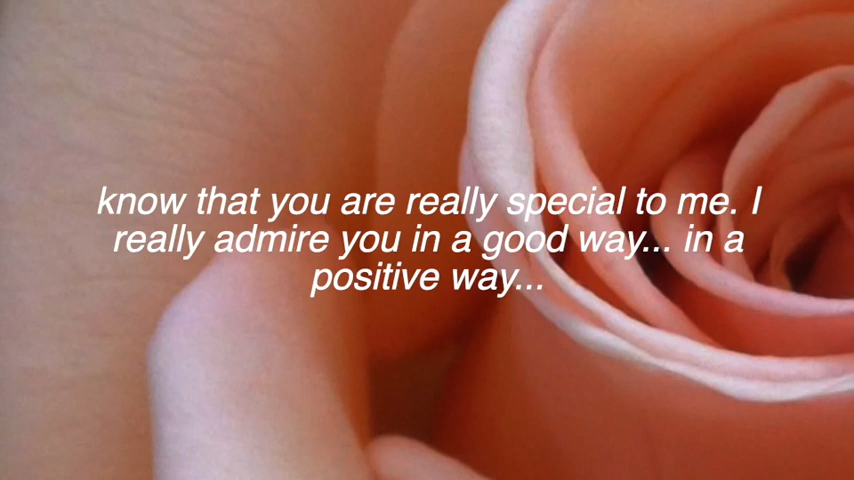 know that you are really special to me. I
really admire you in a good way... in a
positive way...